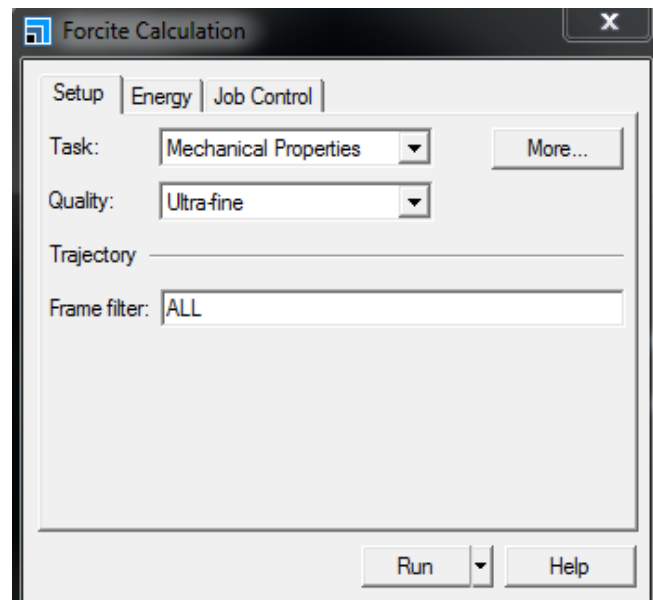 Forcite Calculation
Setup Energy Job Control
Task: Mechanical Properties More...
Quality: Ultra-fine
Trajectory
Frame filter: ALL
Run Help